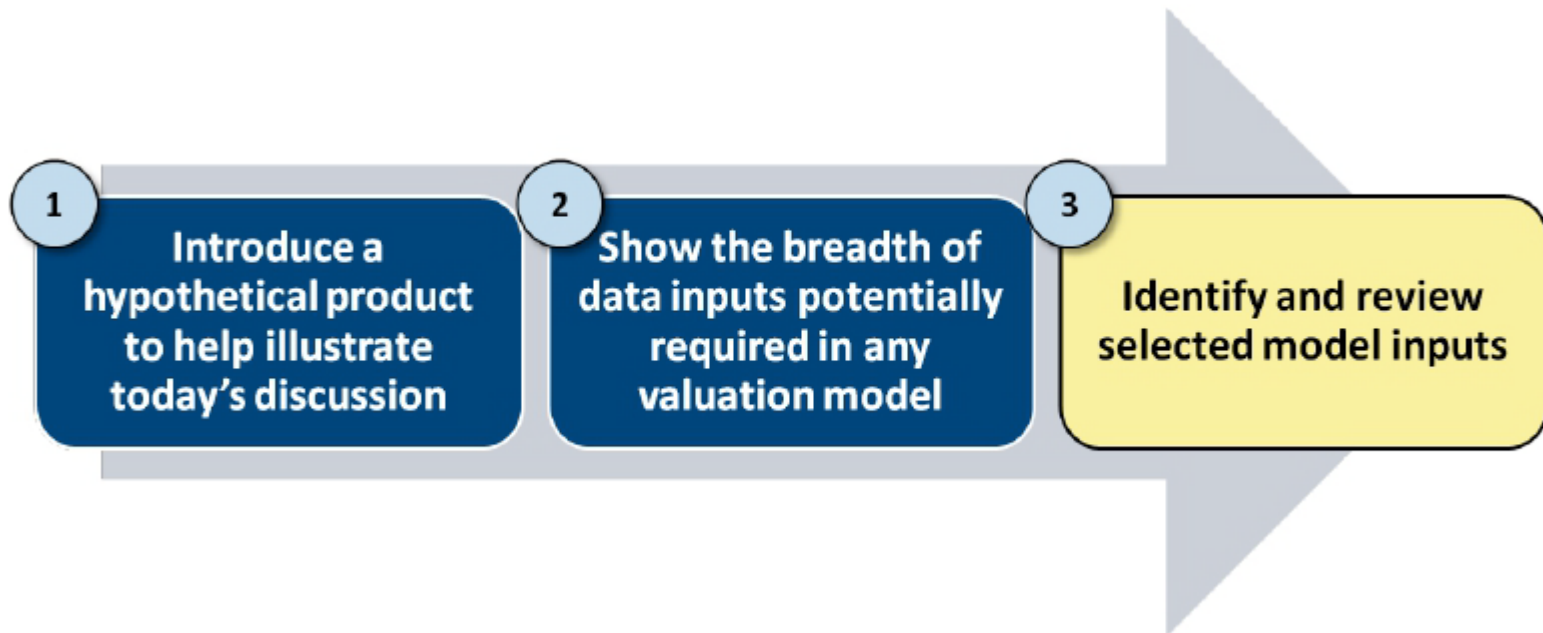 1
Introduce a
hypothetical product
to help illustrate
today's discussion
2
Show the breadth of
data inputs potentially
required in any
valuation model
3
Identify and review
selected model inputs